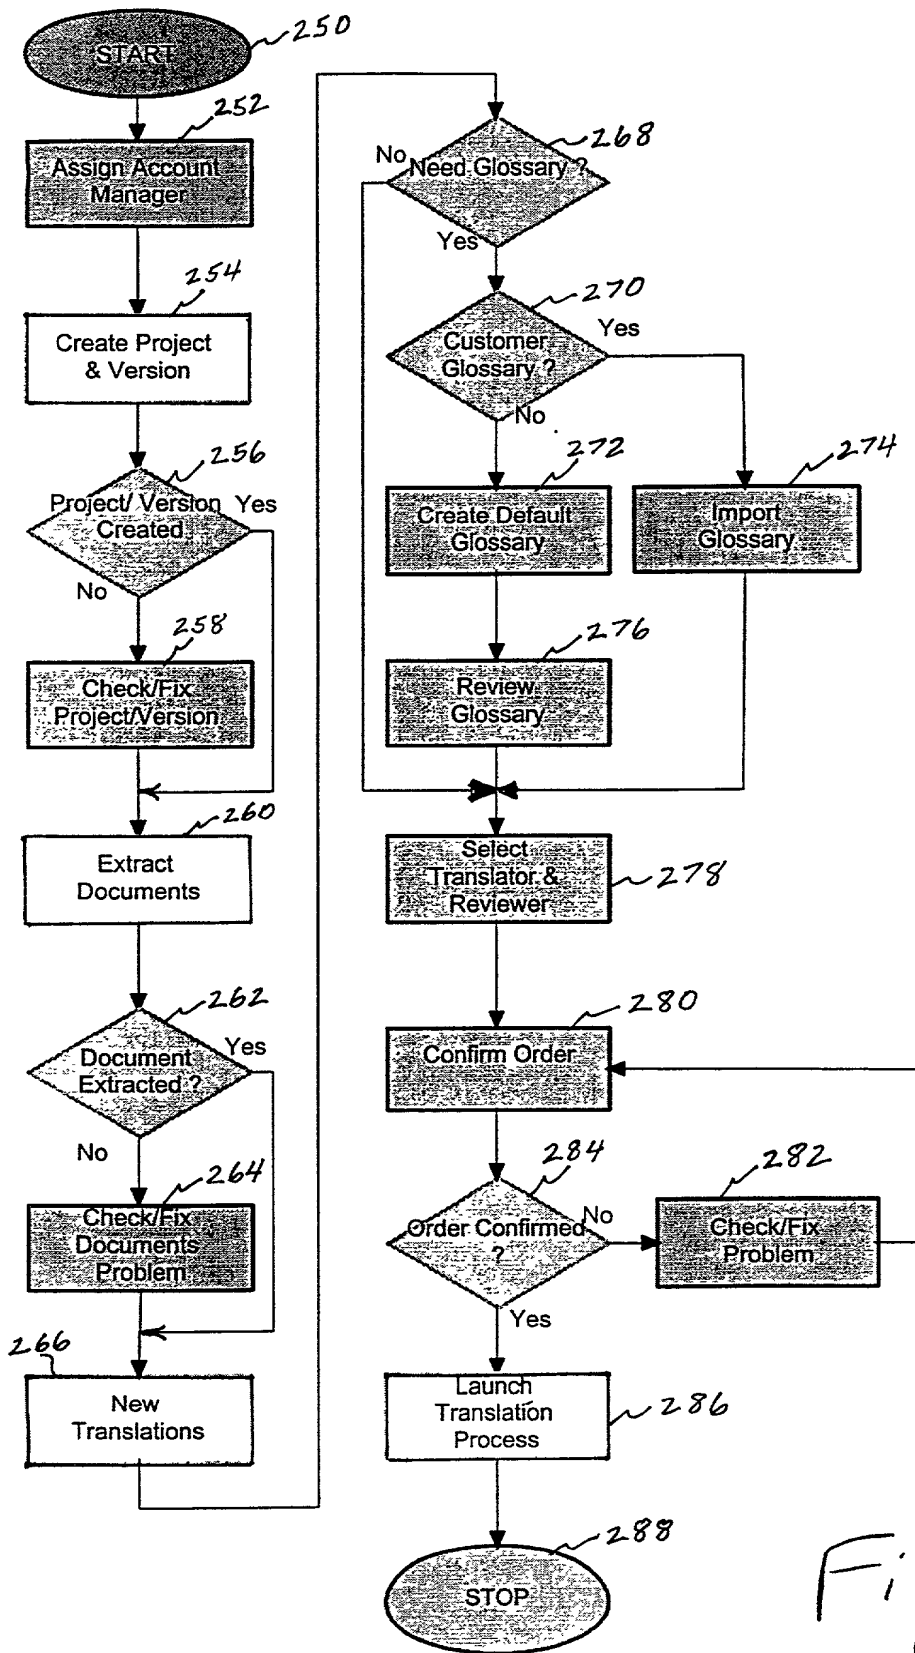 START
250
252
Assign Account
Manager
254
Create Project
& Version
256
Project/ Version
Created
Yes
No
258
Check/Fix
Project/Version
260
Extract
Documents
262
Document
Extracted ?
Yes
No
264
Check/Fix
Documents
Problem
266
New
Translations
268
No
Need Glossary ?
Yes
270
Customer
Glossary ?
Yes
No
272
Create Default
Glossary
274
Import
Glossary
276
Review
Glossary
Select
Translator &
Reviewer
278
280
Confirm Order
284
Order Confirmed
?
No
Yes
282
Check/Fix
Problem
Launch
Translation
Process
286
288
STOP
Fi